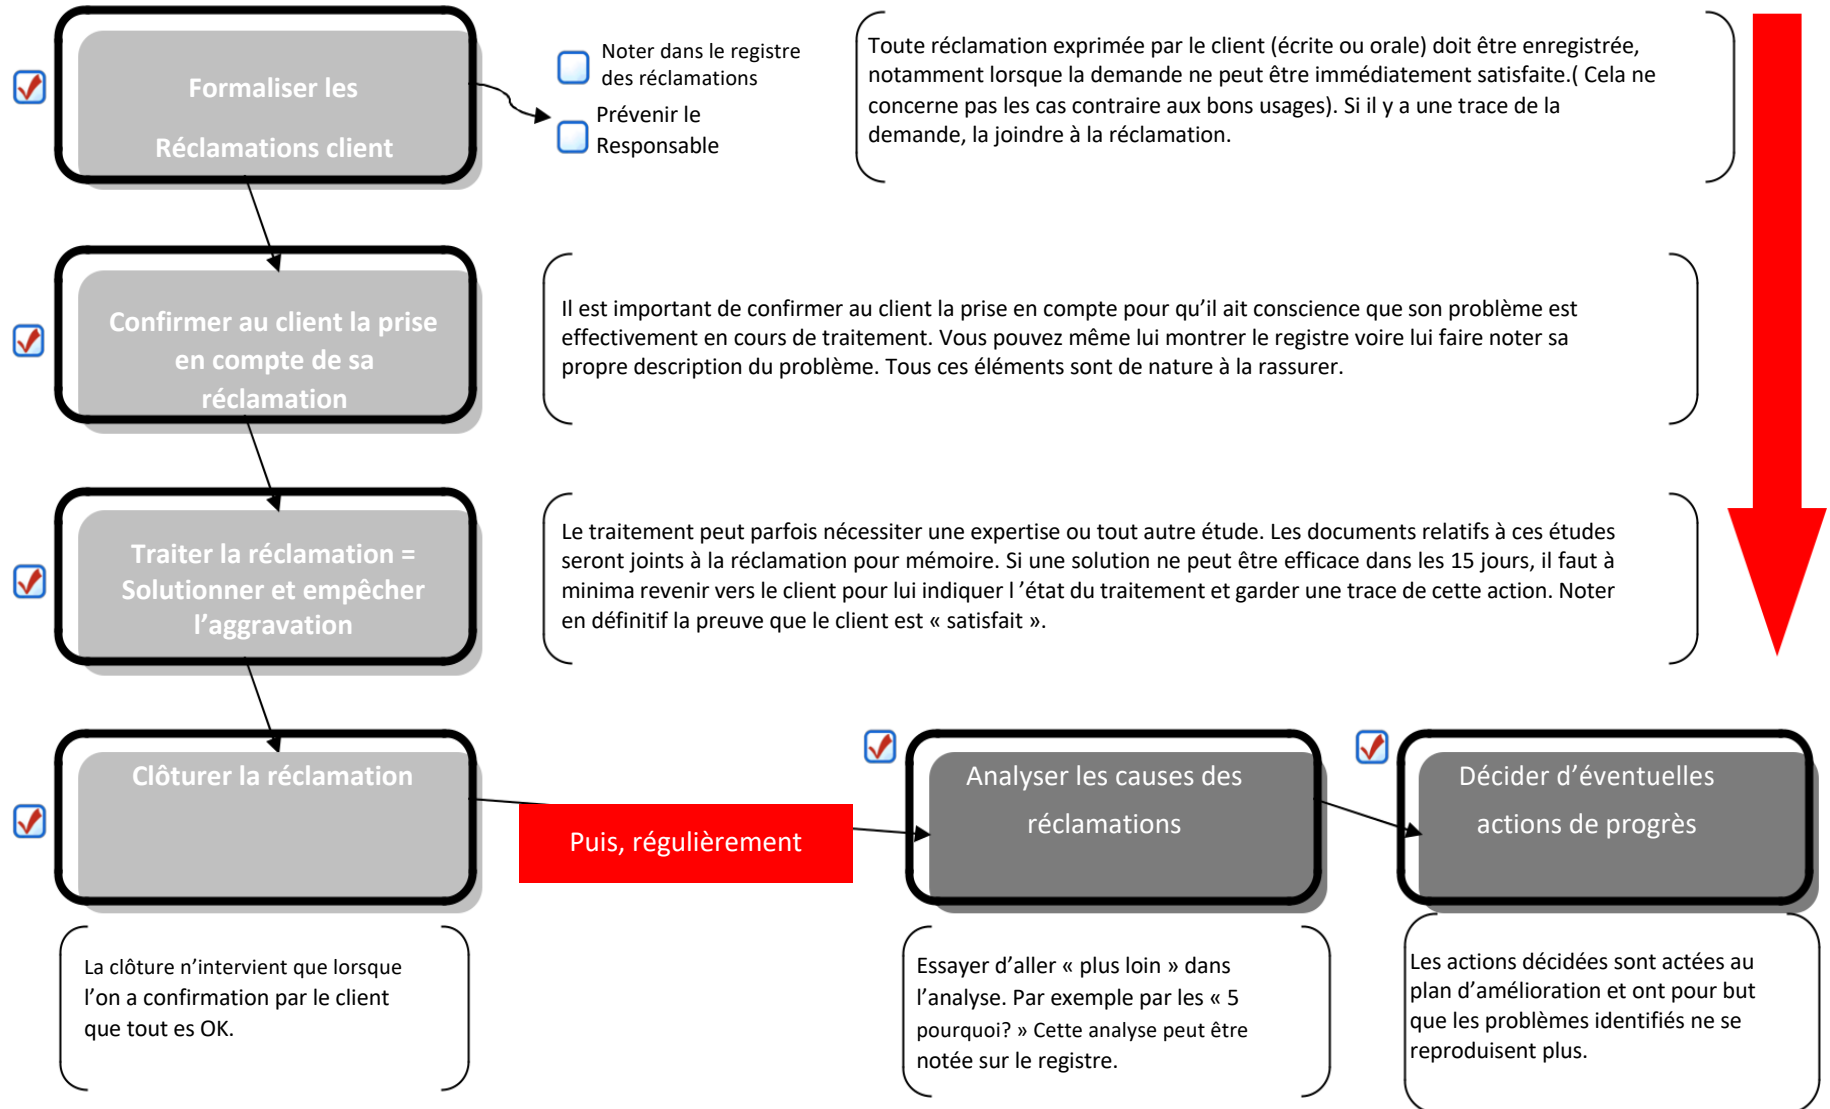 Formaliser les
Réclamations client
Noter dans le registre
des réclamations
Prévenir le
Responsable
Toute réclamation exprimée par le client (écrite ou orale) doit être enregistrée,
notamment lorsque la demande ne peut être immédiatement satisfaite.( Cela ne
concerne pas les cas contraire aux bons usages). Si il y a une trace de la
demande, la joindre à la réclamation.
Confirmer au client la prise
en compte de sa
réclamation
Il est important de confirmer au client la prise en compte pour qu’il ait conscience que son problème est
effectivement en cours de traitement. Vous pouvez même lui montrer le registre voire lui faire noter sa
propre description du problème. Tous ces éléments sont de nature à la rassurer.
Traiter la réclamation =
Solutionner et empêcher
l’aggravation
Le traitement peut parfois nécessiter une expertise ou tout autre étude. Les documents relatifs à ces études
seront joints à la réclamation pour mémoire. Si une solution ne peut être efficace dans les 15 jours, il faut à
minima revenir vers le client pour lui indiquer l ’état du traitement et garder une trace de cette action. Noter
en définitif la preuve que le client est « satisfait ».
Clôturer la réclamation
Puis, régulièrement
Analyser les causes des
réclamations
Décider d’éventuelles
actions de progrès
La clôture n’intervient que lorsque
l’on a confirmation par le client
que tout es OK.
Essayer d’aller « plus loin » dans
l’analyse. Par exemple par les « 5
pourquoi? » Cette analyse peut être
notée sur le registre.
Les actions décidées sont actées au
plan d’amélioration et ont pour but
que les problèmes identifiés ne se
reproduisent plus.